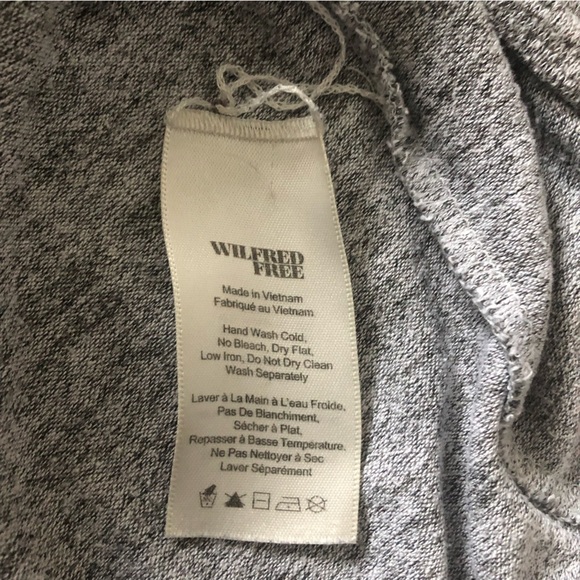 WILFRED
FREE
Made in Vietnam
Fabriqué au Vietnam
Hand Wash Cold,
No Bleach, Dry Flat,
Low Iron, Do Not Dry Clean
Wash Separately
Laver à La Main à L'eau Froide,
Pas De Blanchiment,
Sécher à Plat,
Repasser à Basse Température.
Ne Pas Nettoyer à Sec
Laver Séparément